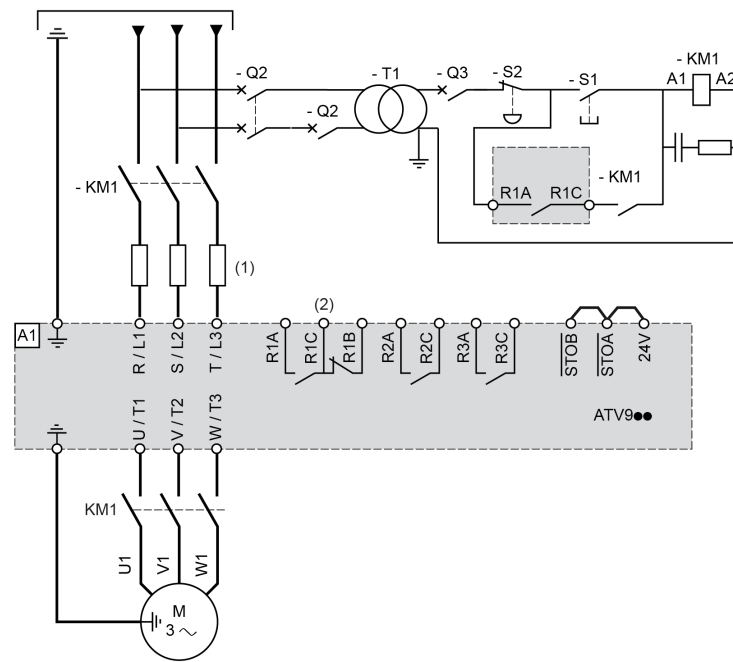 - Q2
- T1
- Q3
- S2
- S1
- KM1
A1
A2
- Q2
- KM1
R1A
R1C
- KM1
(1)
(2)
A1
R / L1
S / L2
T / L3
R1A
R1C
R1B
R2A
R2C
R3A
R3C
STOB
STOA
24V
U / T1
V / T2
W / T3
ATV9●●
KM1
U1
V1
W1
M
3 ~